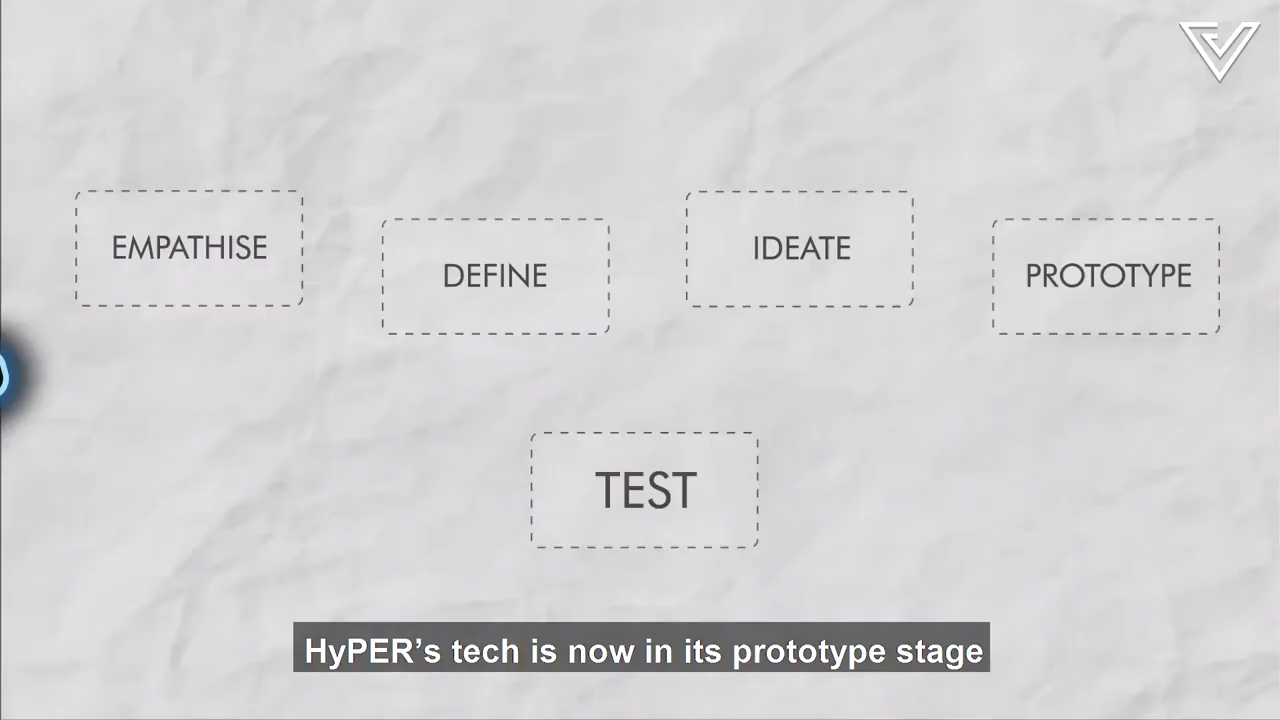 EMPATHISE
DEFINE
IDEATE
PROTOTYPE
TEST
HyPER’s tech is now in its prototype stage